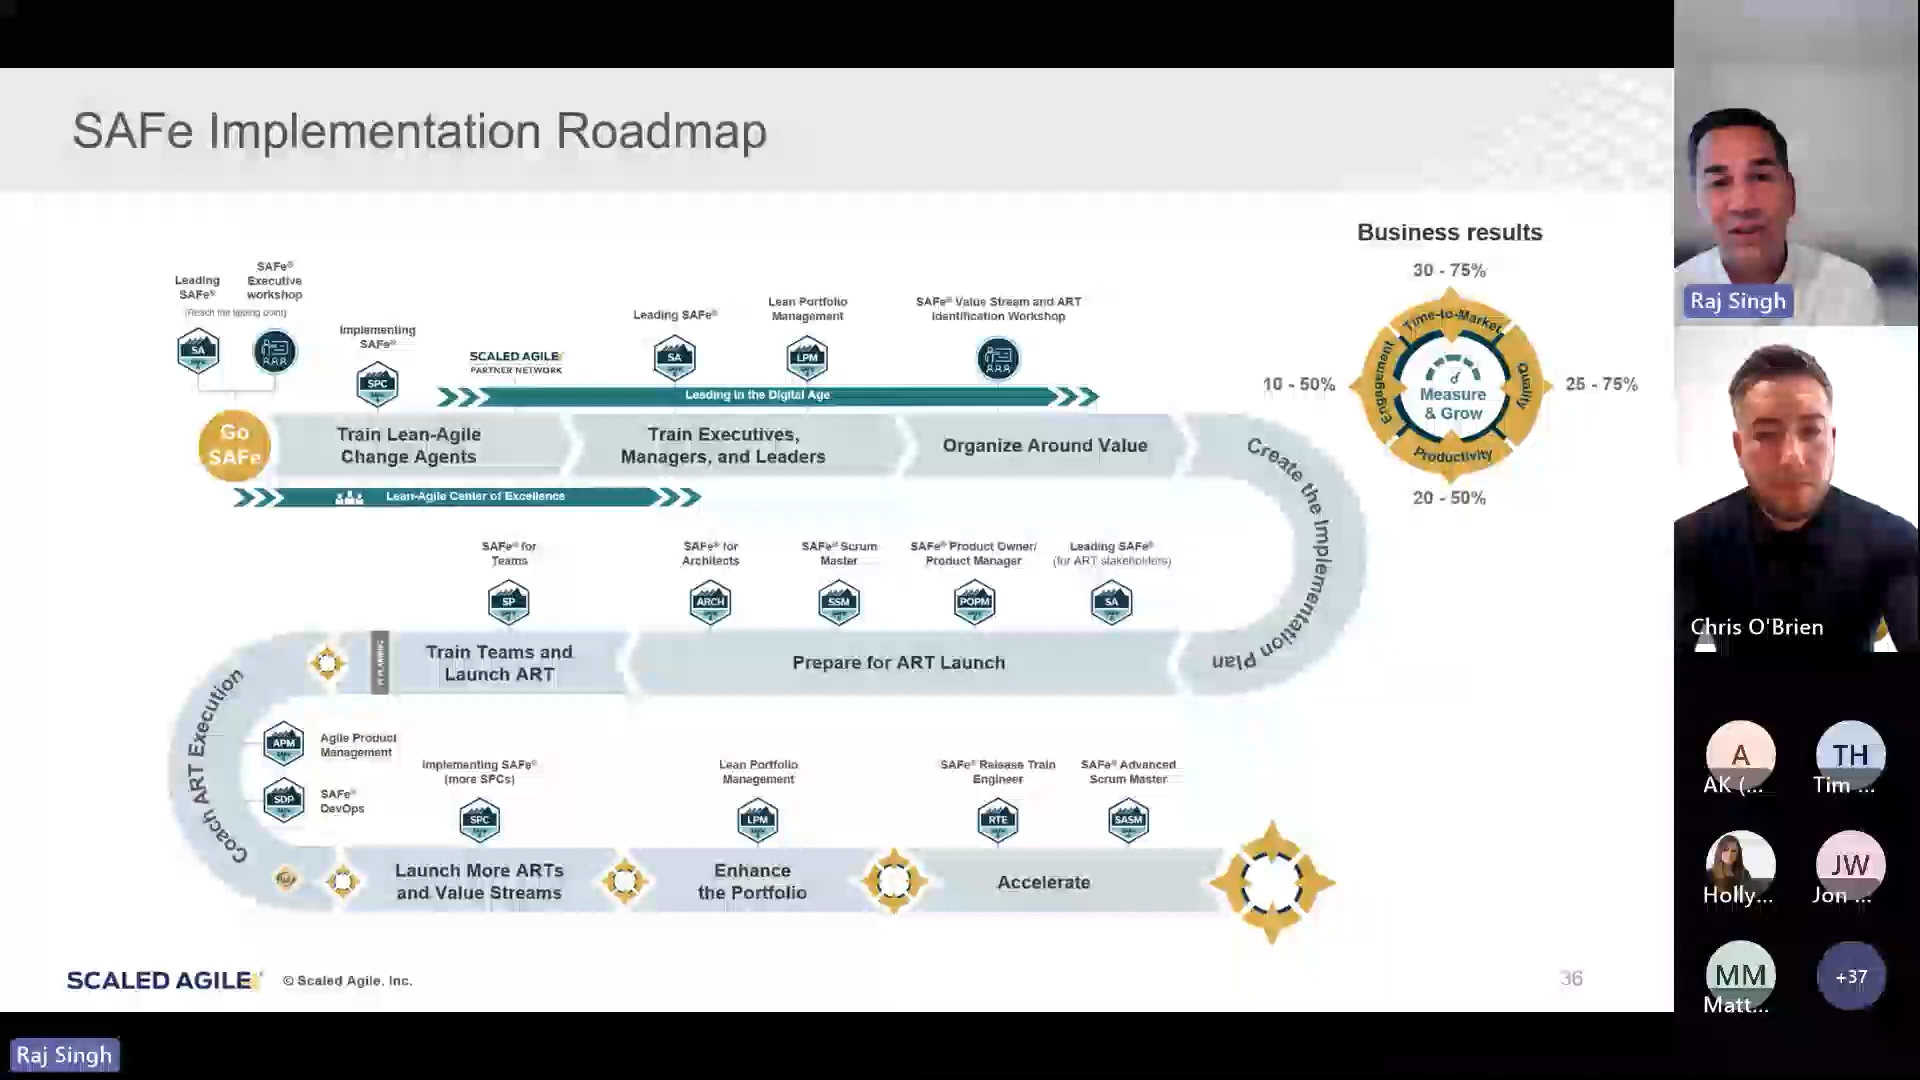 SAFe Implementation Roadmap
Business results
30 - 75%
Time-to-Market
10 - 50%
Engagement
Measure
& Grow
Quality
25 - 75%
Productivity
20 - 50%
Leading
SAFe®
SAFe®
Executive
workshop
(Reach the tipping point)
SA
Implementing
SAFe®
SPC
SCALED AGILE
PARTNER NETWORK
Leading SAFe®
SA
Lean Portfolio
Management
LPM
SAFe® Value Stream and ART
Identification Workshop
Leading in the Digital Age
Go
SAFe
Train Lean-Agile
Change Agents
Train Executives,
Managers, and Leaders
Organize Around Value
Create the Implementation Plan
Lean-Agile Center of Excellence
SAFe® for
Teams
SP
SAFe® for
Architects
ARCH
SAFe® Scrum
Master
SSM
SAFe® Product Owner/
Product Manager
POPM
Leading SAFe®
(for ART stakeholders)
SA
PI PLANNING
Train Teams and
Launch ART
Prepare for ART Launch
Coach ART Execution
APM
Agile Product
Management
SDP
SAFe®
DevOps
Implementing SAFe®
(more SPCs)
SPC
Lean Portfolio
Management
LPM
SAFe® Release Train
Engineer
RTE
SAFe® Advanced
Scrum Master
SASM
Launch More ARTs
and Value Streams
Enhance
the Portfolio
Accelerate
SCALED AGILE
© Scaled Agile, Inc.
36
Raj Singh
Raj Singh
Chris O'Brien
A
AK (...
TH
Tim ...
Holly...
JW
Jon ...
MM
Matt...
+37